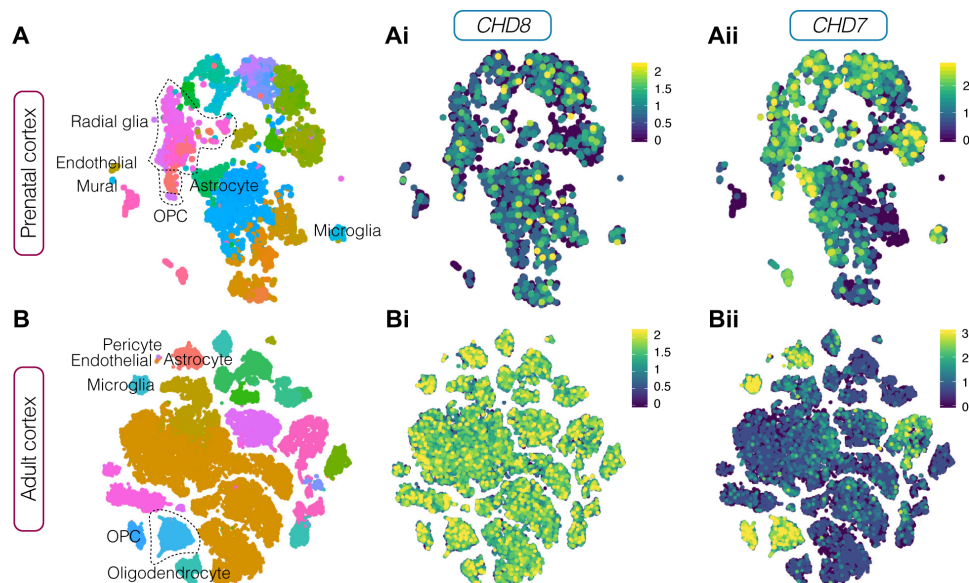 A
Ai
CHD8
Aii
CHD7
Prenatal cortex
Radial glia
Endothelial
Mural
Astrocyte
OPC
Microglia
2
1.5
1
0.5
0
2
1
0
B
Bi
Bii
Adult cortex
Pericyte
Endothelial
Astrocyte
Microglia
OPC
Oligodendrocyte
2
1.5
1
0.5
0
3
2
1
0